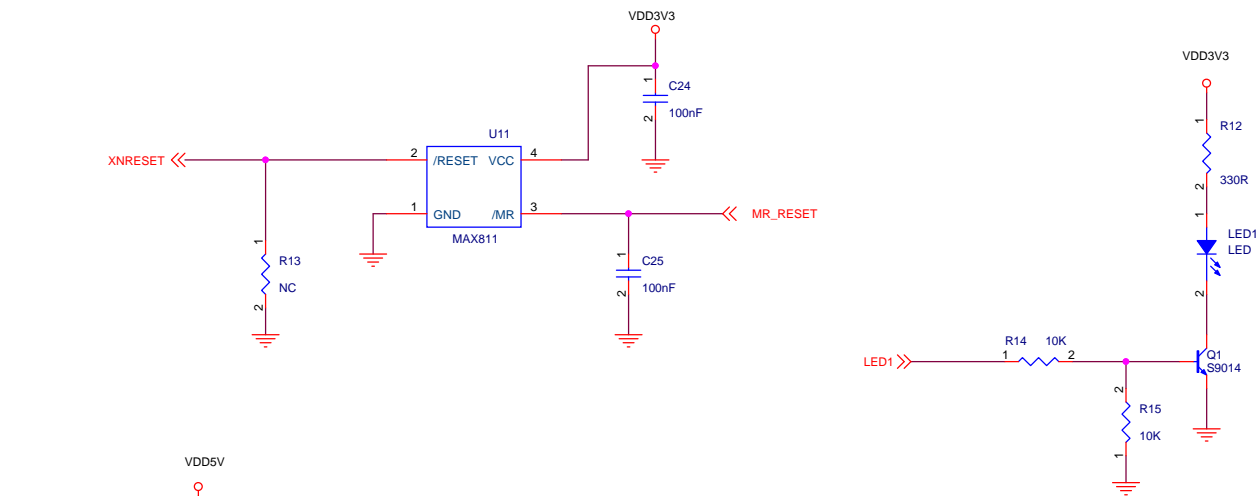 VDD3V3
1
C24
2
100nF
U11
XNRESET
2
/RESET
VCC
4
1
GND
/MR
3
MR_RESET
MAX811
1
R13
NC
2
1
C25
2
100nF
VDD3V3
1
R12
2
330R
1
LED1
LED
2
R14
10K
LED1
1
2
Q1
S9014
2
R15
10K
1
VDD5V